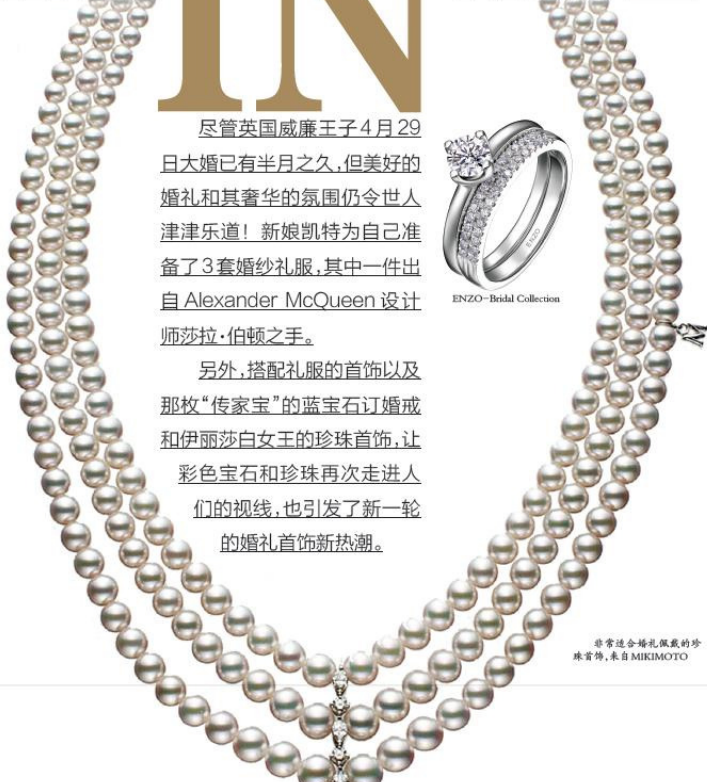 IN
尽管英国威廉王子4月29
日大婚已有半月之久,但美好的
婚礼和其奢华的氛围仍令世人
津津乐道！新娘凯特为自己准
备了3套婚纱礼服,其中一件出
自 Alexander McQueen 设计
师莎拉·伯顿之手。
另外,搭配礼服的首饰以及
那枚“传家宝”的蓝宝石订婚戒
和伊丽莎白女王的珍珠首饰,让
彩色宝石和珍珠再次走进人
们的视线,也引发了新一轮
的婚礼首饰新热潮。
ENZO
ENZO-Bridal Collection
非常适合婚礼佩戴的珍
珠首饰,来自 MIKIMOTO